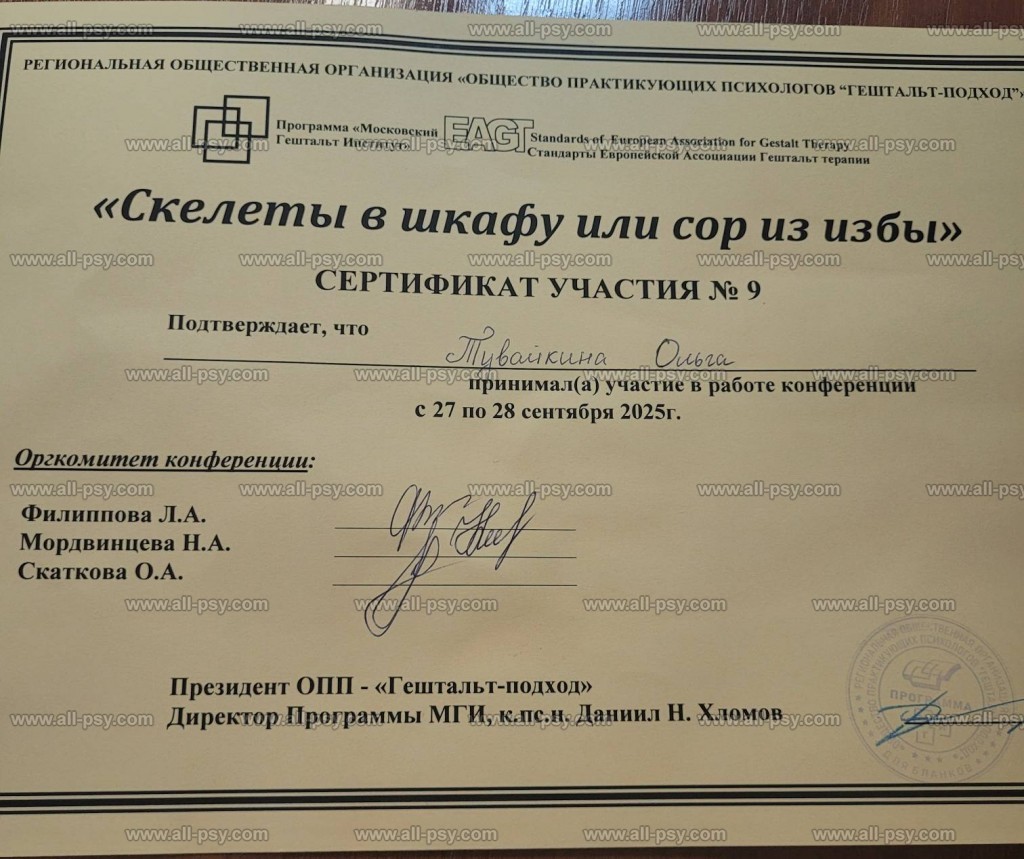 РЕГИОНАЛЬНАЯ ОБЩЕСТВЕННАЯ ОРГАНИЗАЦИЯ «ОБЩЕСТВО ПРАКТИКУЮЩИХ ПСИХОЛОГОВ "ГЕШТАЛЬТ-ПОДХОД"»
Программа «Московский
Гештальт Институт»
EAGT
Standards of European Association for Gestalt Therapy
Стандарты Европейской Ассоциации Гештальт терапии
«Скелеты в шкафу или сор из избы»
СЕРТИФИКАТ УЧАСТИЯ № 9
Подтверждает, что
Тувайкина Ольга
принимал(а) участие в работе конференции
с 27 по 28 сентября 2025г.
Оргкомитет конференции:
Филиппова Л.А.
Мордвинцева Н.А.
Скаткова О.А.
Президент ОПП - «Гештальт-подход»
Директор Программы МГИ, к.пс.н. Даниил Н. Хломов
ПРОГРАММА
ДЛЯ БЛАНКОВ
www.all-psy.com